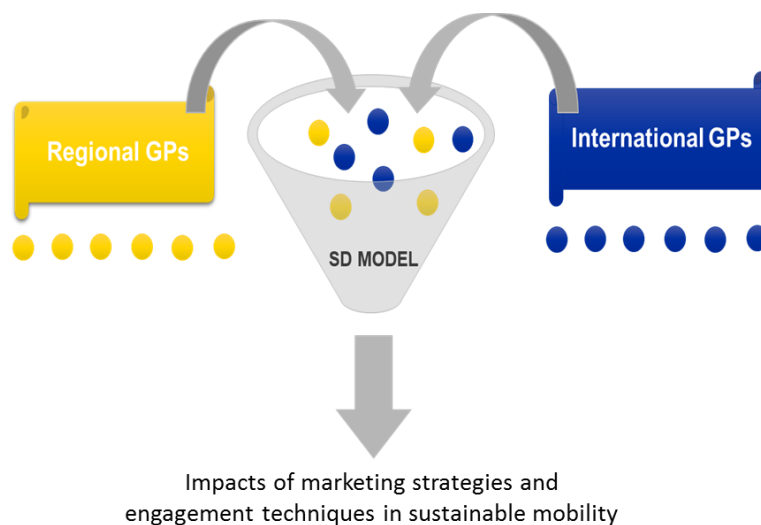 Regional GPs
International GPs
SD MODEL
Impacts of marketing strategies and
engagement techniques in sustainable mobility